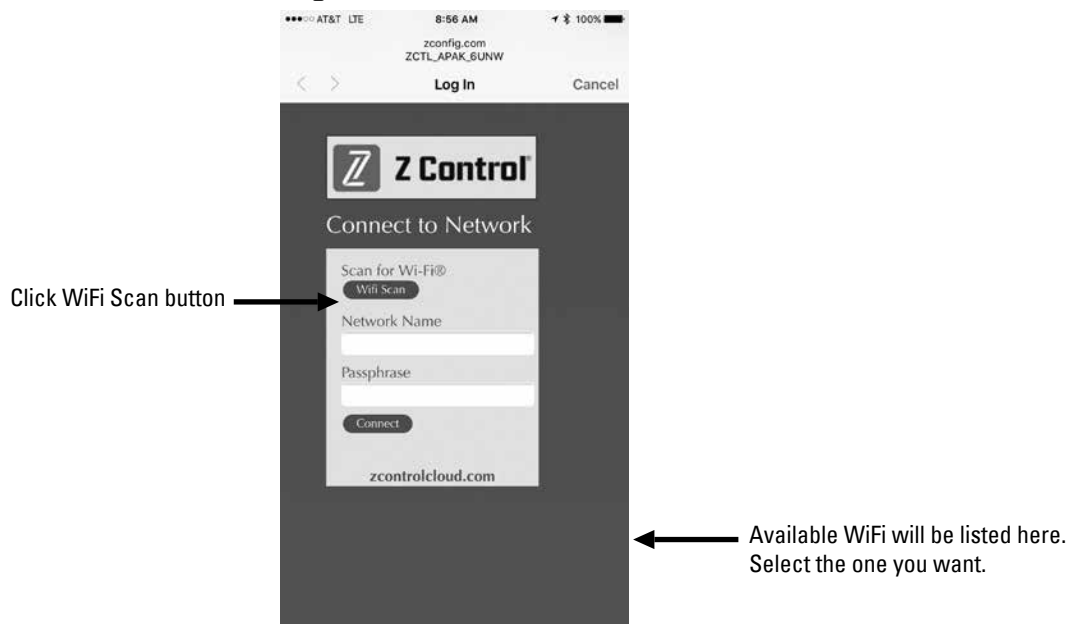 AT&T LTE 8:56 AM 100%
zconfig.com
ZCTL_APAK_6UNW
< > Log In Cancel
Z Z Control®
Connect to Network
Scan for Wi-Fi®
Wifi Scan
Click WiFi Scan button
Network Name
Passphrase
Connect
zcontrolcloud.com
Available WiFi will be listed here.
Select the one you want.